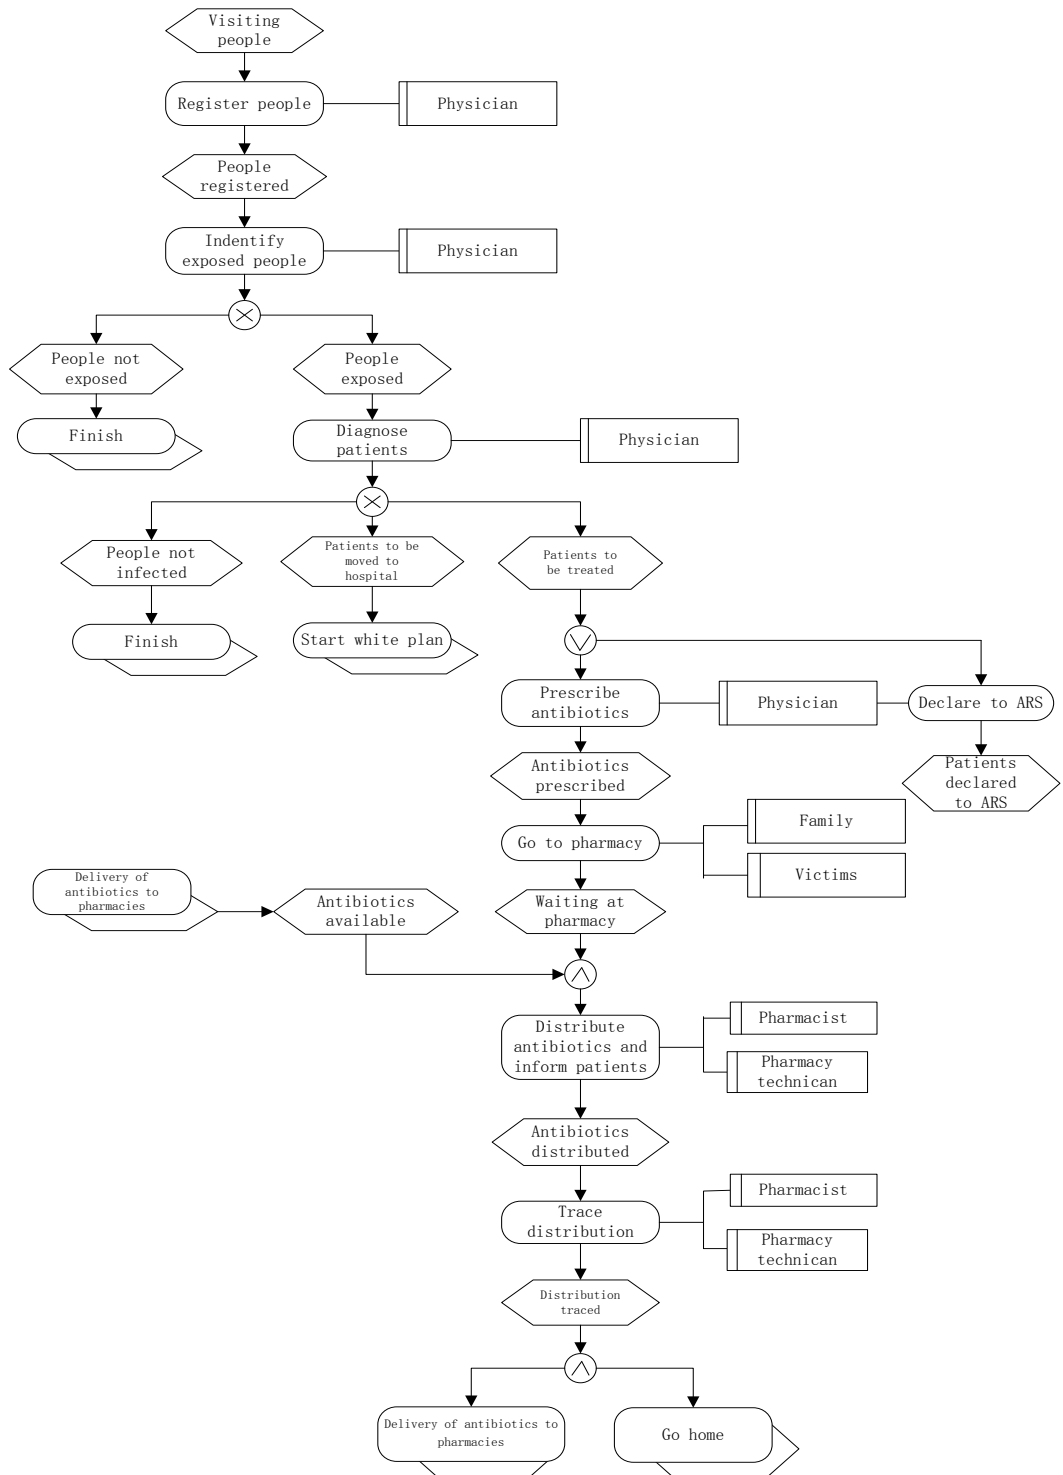 Visiting
people
Register people
Physician
People
registered
Indentify
exposed people
Physician
People not
exposed
People
exposed
Finish
Diagnose
patients
Physician
People not
infected
Patients to be
moved to
hospital
Patients to
be treated
Finish
Start white plan
Prescribe
antibiotics
Physician
Declare to ARS
Antibiotics
prescribed
Patients
declared
to ARS
Go to pharmacy
Family
Victims
Delivery of
antibiotics to
pharmacies
Antibiotics
available
Waiting at
pharmacy
Distribute
antibiotics and
inform patients
Pharmacist
Pharmacy
technican
Antibiotics
distributed
Trace
distribution
Pharmacist
Pharmacy
technican
Distribution
traced
Delivery of antibiotics to
pharmacies
Go home